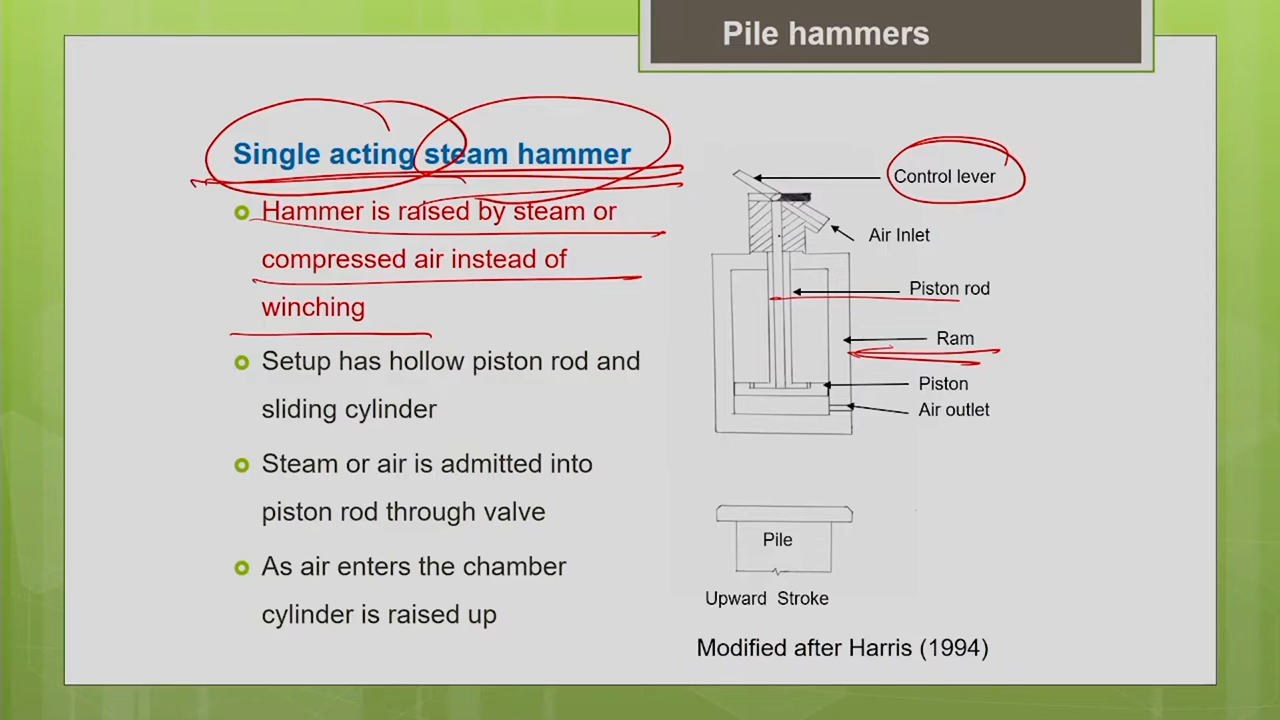 Pile hammers
Single acting steam hammer
Hammer is raised by steam or
compressed air instead of
winching
Setup has hollow piston rod and
sliding cylinder
Steam or air is admitted into
piston rod through valve
As air enters the chamber
cylinder is raised up
Control lever
Air Inlet
Piston rod
Ram
Piston
Air outlet
Pile
Upward Stroke
Modified after Harris (1994)